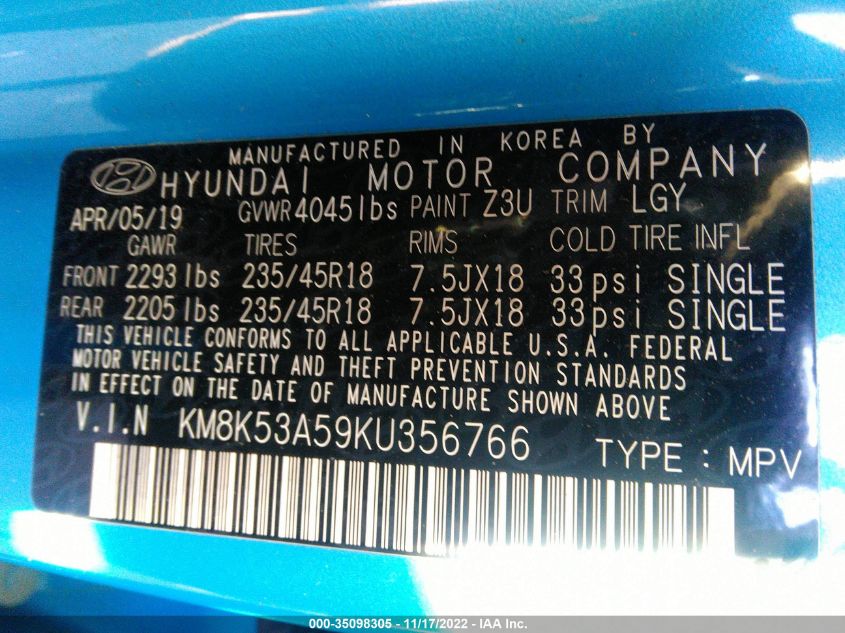 MANUFACTURED IN KOREA BY
HYUNDAI MOTOR COMPANY
APR/05/19 GVWR 4045lbs PAINT Z3U TRIM LGY
GAWR TIRES RIMS COLD TIRE INFL
FRONT 2293 lbs 235/45R18 7.5JX18 33psi SINGLE
REAR 2205 lbs 235/45R18 7.5JX18 33psi SINGLE
THIS VEHICLE CONFORMS TO ALL APPLICABLE U.S.A. FEDERAL
MOTOR VEHICLE SAFETY AND THEFT PREVENTION STANDARDS
IN EFFECT ON THE DATE OF MANUFACTURE SHOWN ABOVE.
V.I.N KM8K53A59KU356766 TYPE : MPV
000-35098305 - 11/17/2022 - IAA Inc.